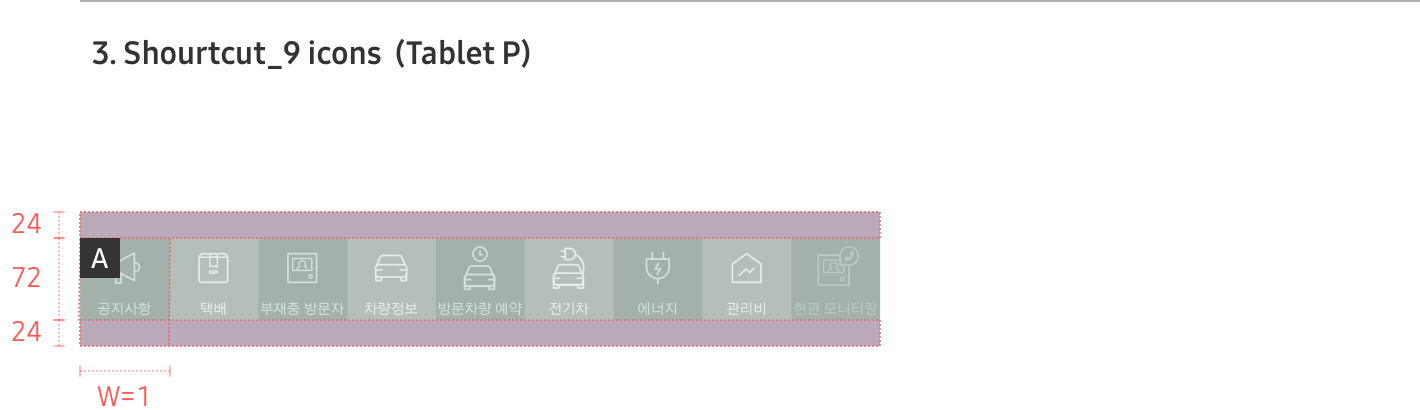 3. Shourtcut_9 icons (Tablet P)
24
A
72
공지사항 택배 부재중 방문자 차량정보 방문차량 예약 전기차 에너지 관리비 현관 모니터링
24
W=1